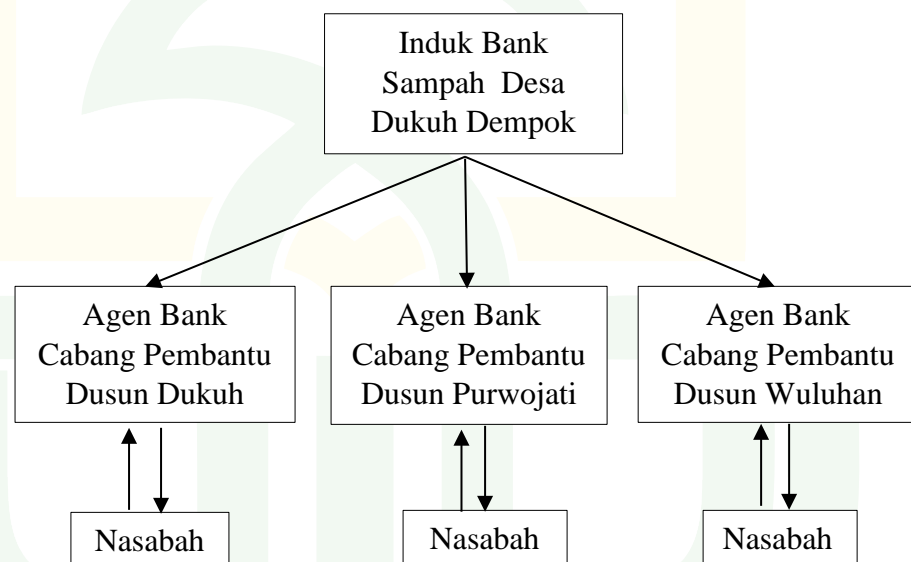 Induk Bank
Sampah Desa
Dukuh Dempok
Agen Bank
Cabang Pembantu
Dusun Dukuh
Agen Bank
Cabang Pembantu
Dusun Purwojati
Agen Bank
Cabang Pembantu
Dusun Wuluhan
Nasabah
Nasabah
Nasabah